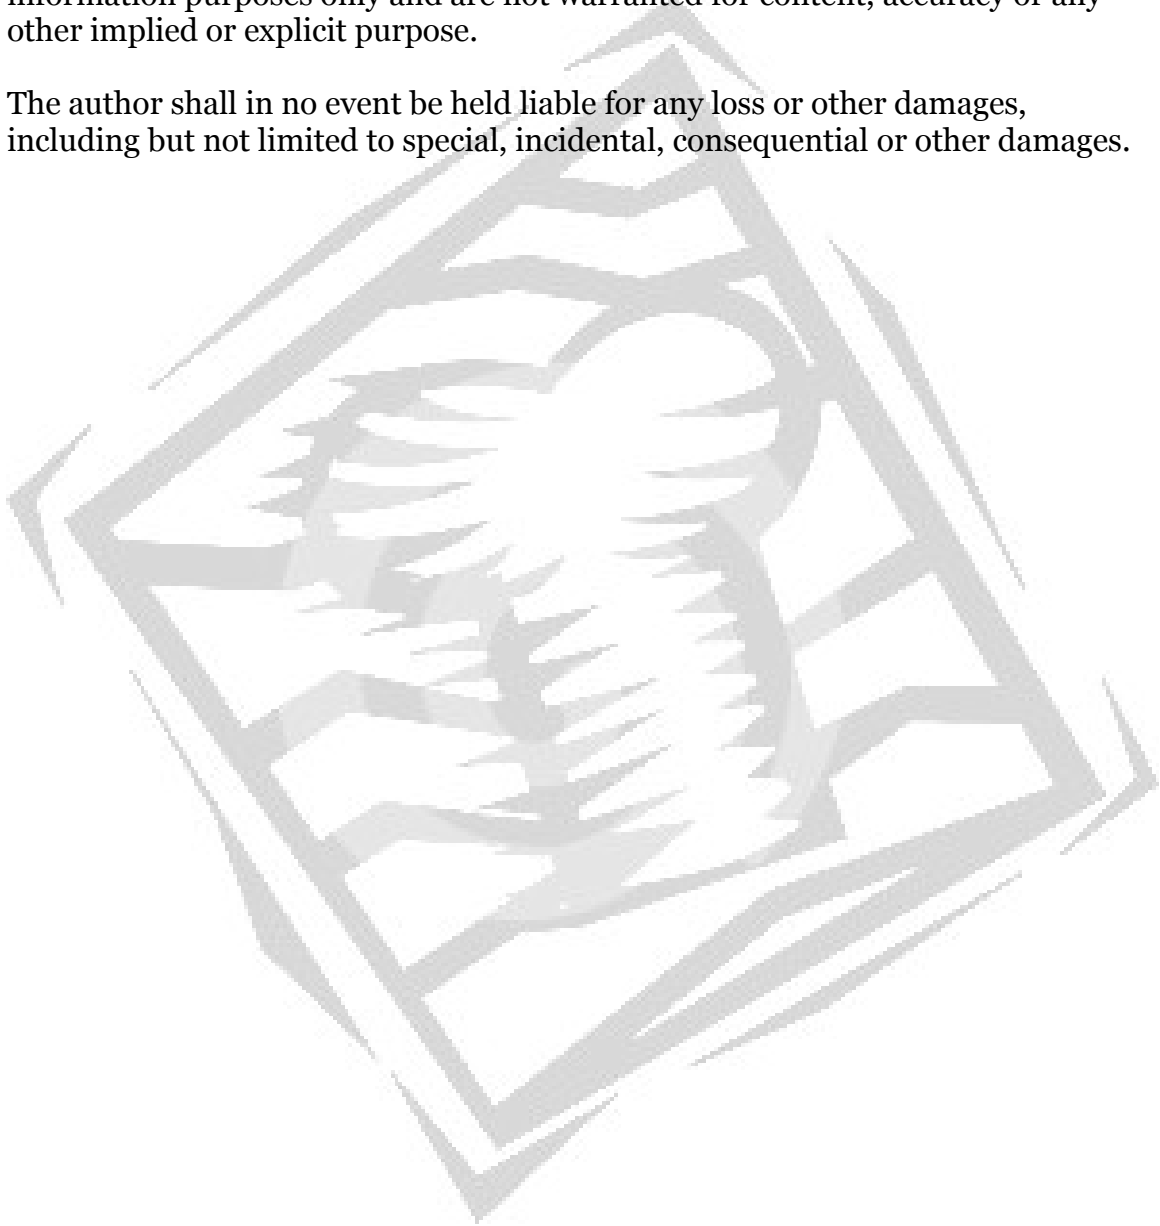 information purposes only and are not warranted for content, accuracy or any
other implied or explicit purpose.
The author shall in no event be held liable for any loss or other damages,
including but not limited to special, incidental, consequential or other damages.